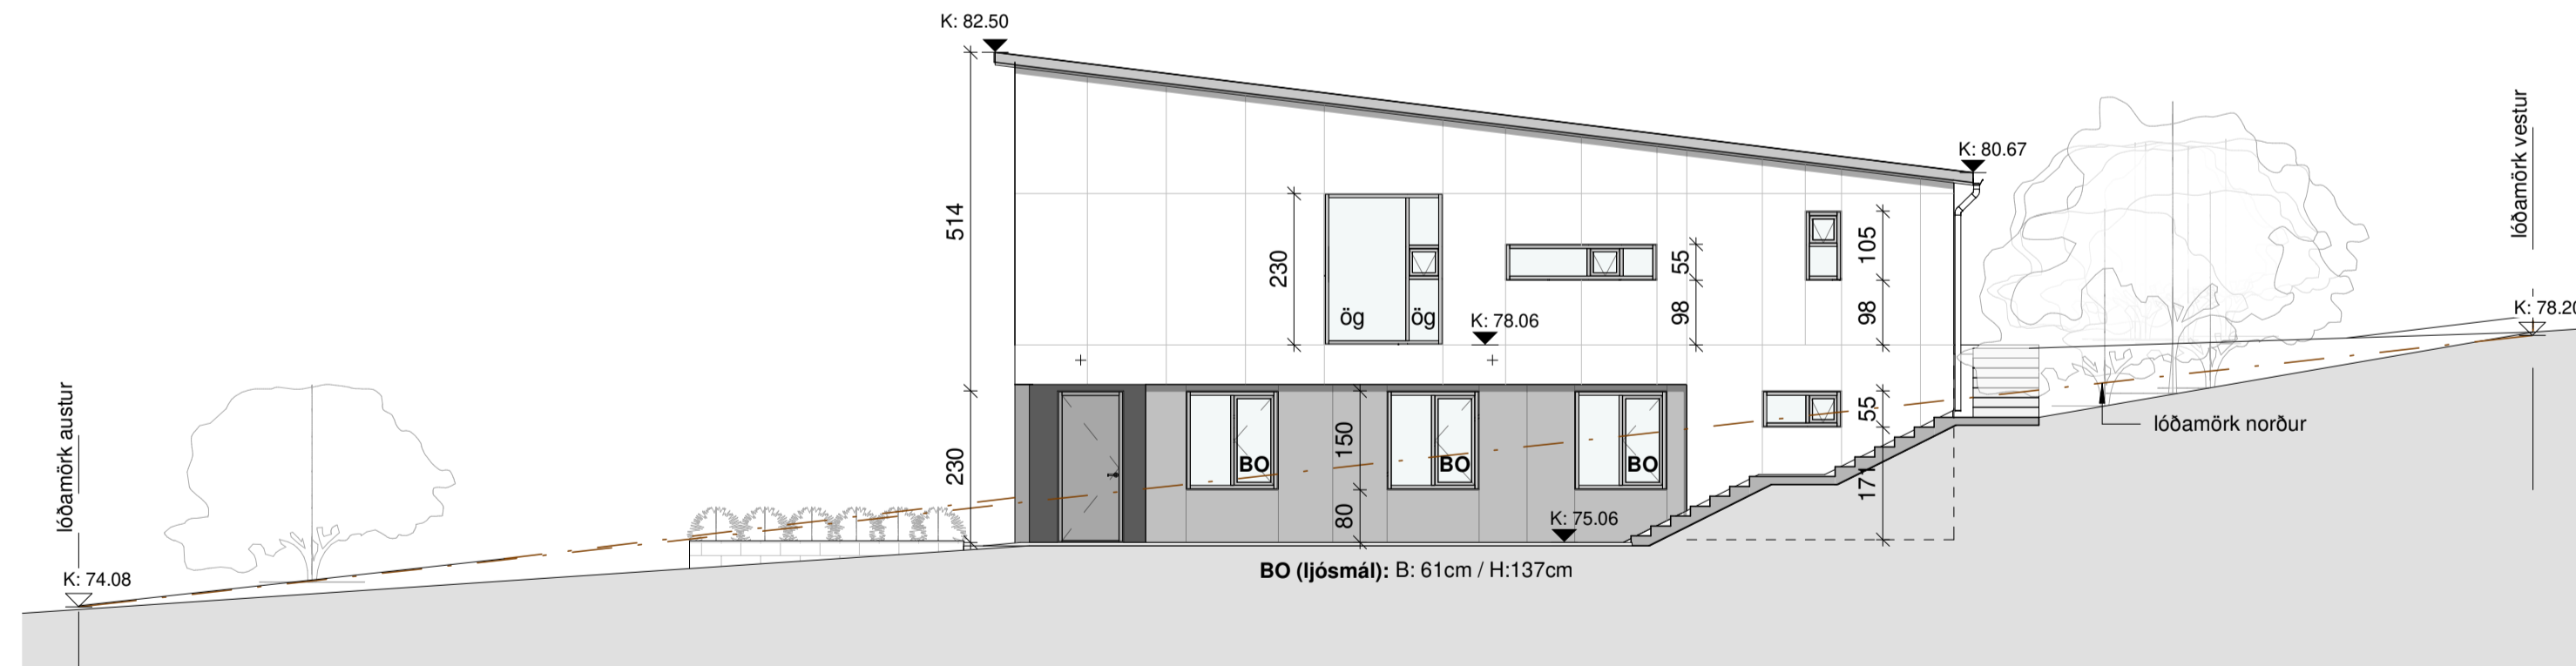 K: 82.50
K: 80.67
lóðamörk vestur
514
230
ög
ög
K: 78.06
55
98
105
98
K: 78.20
lóðamörk austur
230
BO
150
80
BO
BO
55
171
lóðamörk norður
K: 75.06
K: 74.08
BO (ljósmál): B: 61cm / H:137cm